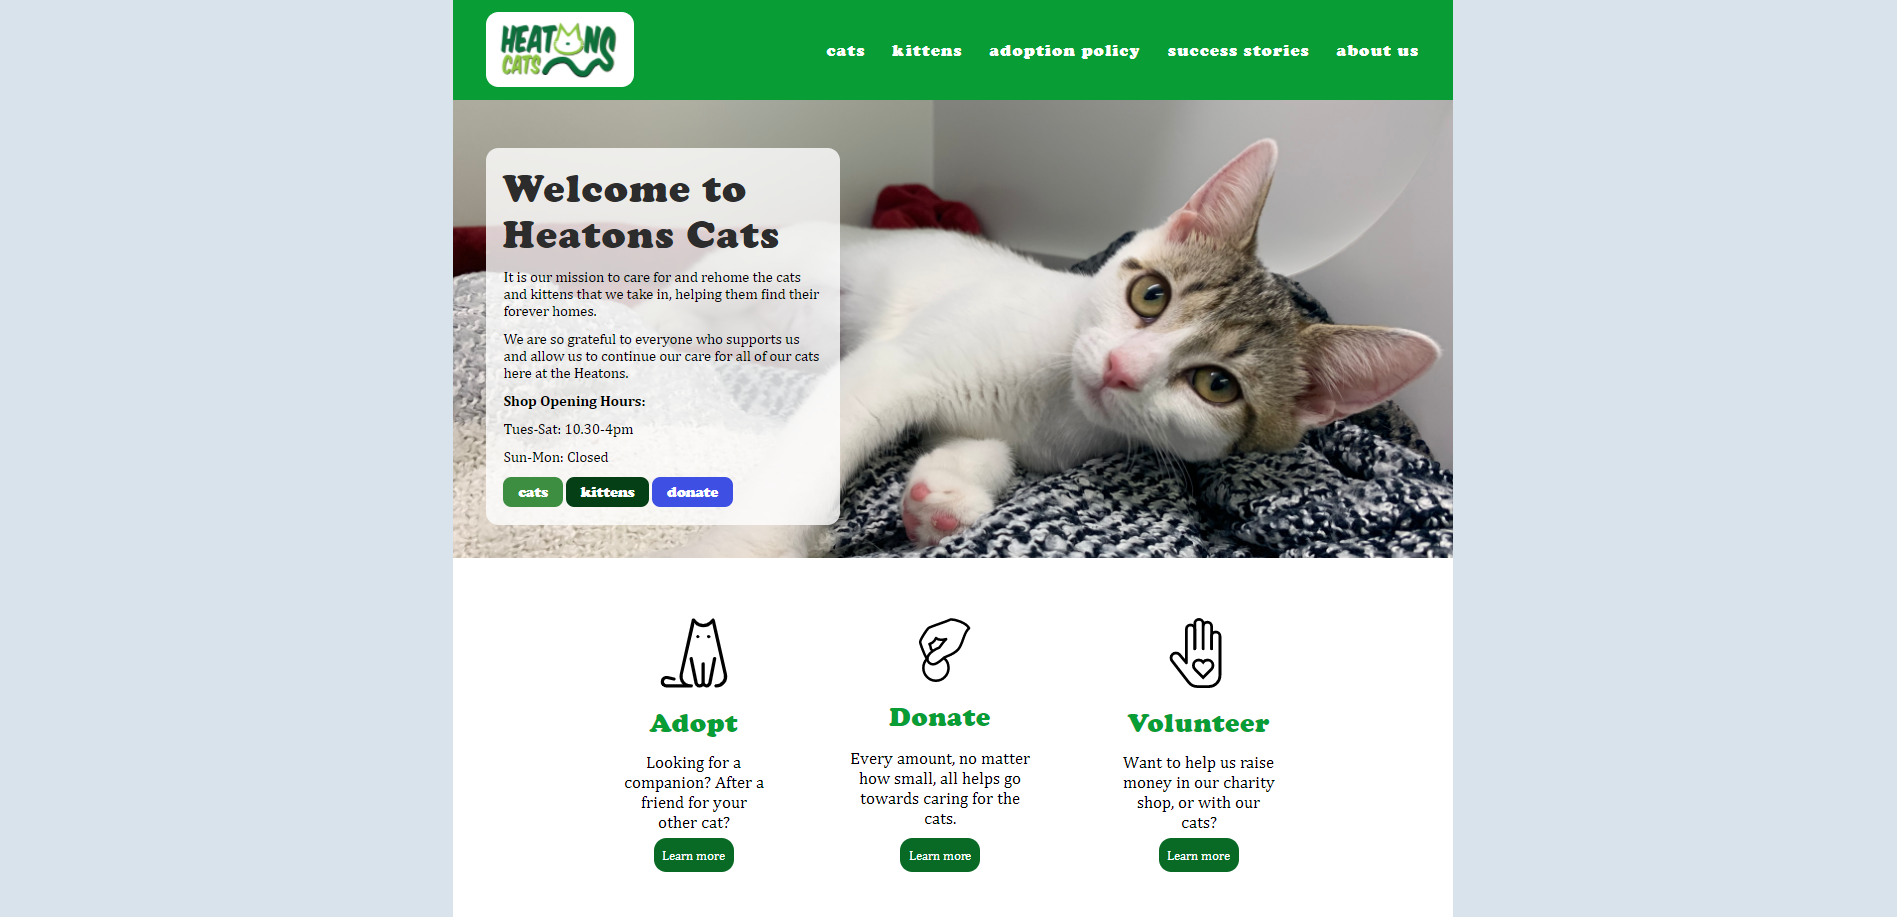 HEATONS
CATS
cats kittens adoption policy success stories about us
Welcome to
Heatons Cats
It is our mission to care for and rehome the cats
and kittens that we take in, helping them find their
forever homes.
We are so grateful to everyone who supports us
and allow us to continue our care for all of our cats
here at the Heatons.
Shop Opening Hours:
Tues-Sat: 10.30-4pm
Sun-Mon: Closed
cats kittens donate
Adopt
Looking for a
companion? After a
friend for your
other cat?
Learn more
Donate
Every amount, no matter
how small, all helps go
towards caring for the
cats.
Learn more
Volunteer
Want to help us raise
money in our charity
shop, or with our
cats?
Learn more